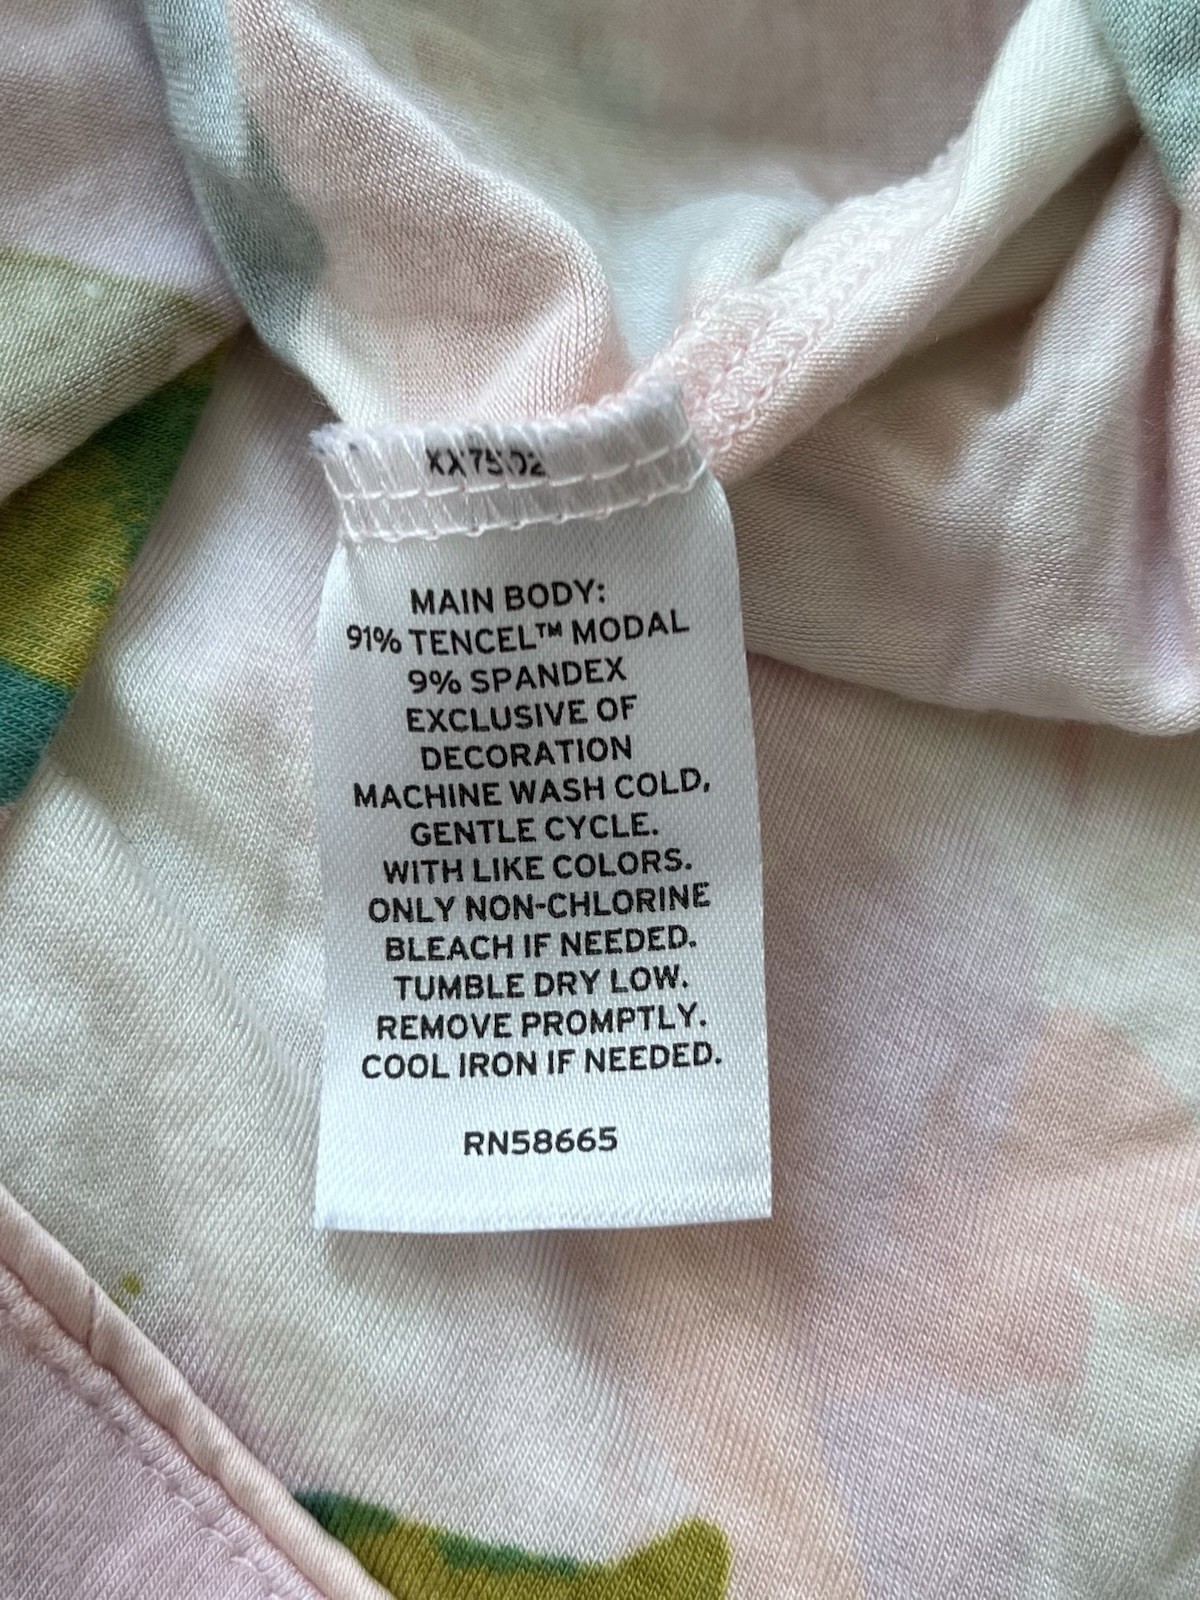 MAIN BODY:
91% TENCEL™ MODAL
9% SPANDEX
EXCLUSIVE OF
DECORATION
MACHINE WASH COLD,
GENTLE CYCLE.
WITH LIKE COLORS.
ONLY NON-CHLORINE
BLEACH IF NEEDED.
TUMBLE DRY LOW.
REMOVE PROMPTLY.
COOL IRON IF NEEDED.
RN58665